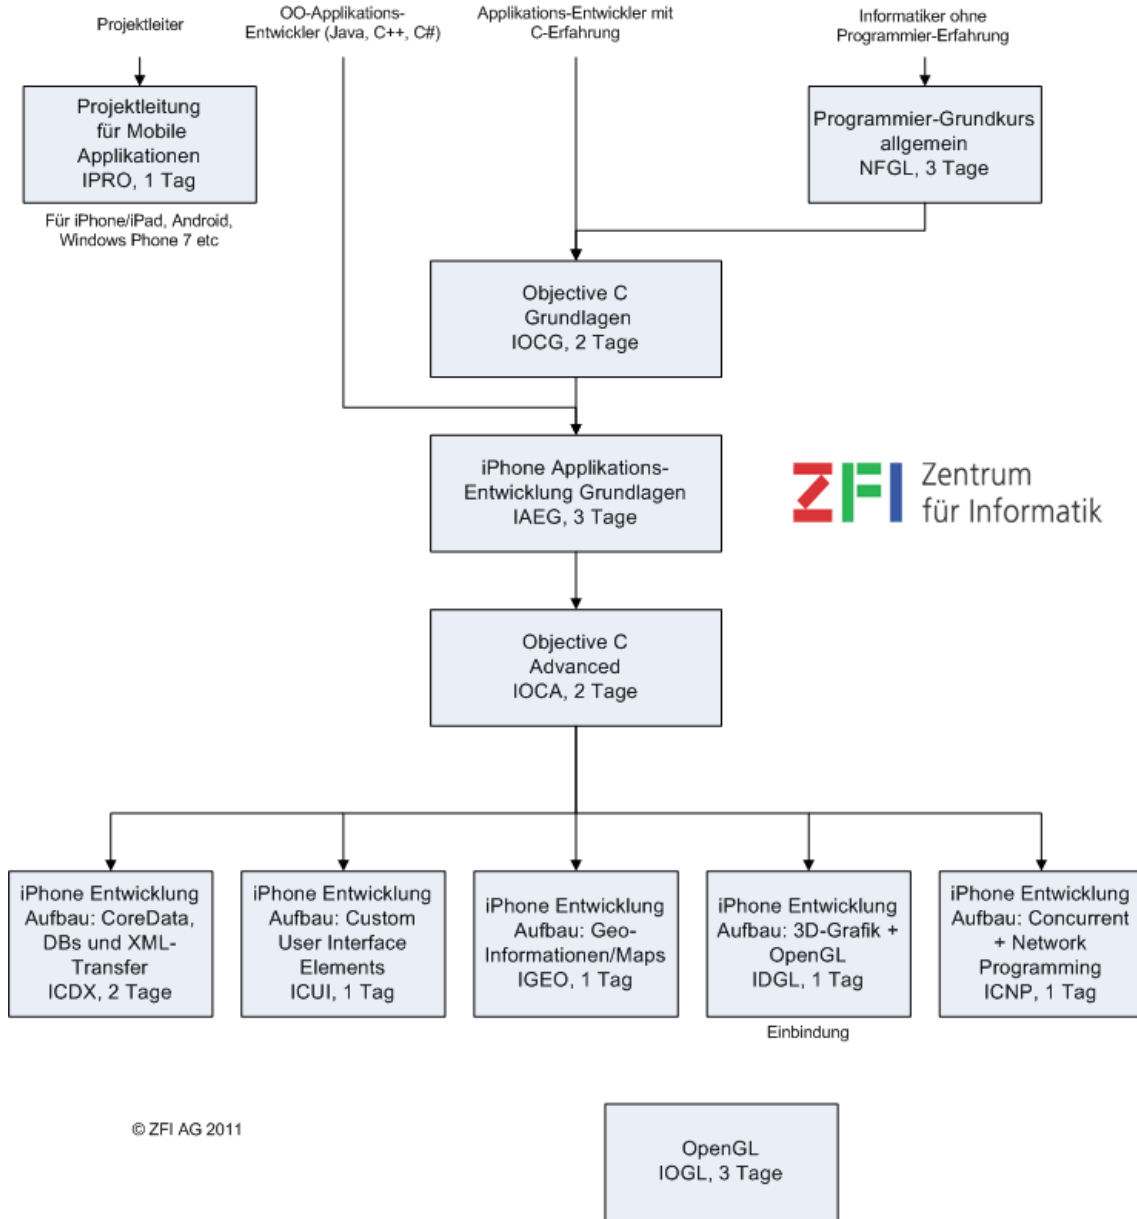 Projektleiter
OO-Applikations-
Entwickler (Java, C++, C#)
Applikations-Entwickler mit
C-Erfahrung
Informatiker ohne
Programmier-Erfahrung
Projektleitung
für Mobile
Applikationen
IPRO, 1 Tag
Für iPhone/iPad, Android,
Windows Phone 7 etc
Programmier-Grundkurs
allgemein
NFGL, 3 Tage
Objective C
Grundlagen
IOCG, 2 Tage
iPhone Applikations-
Entwicklung Grundlagen
IAEG, 3 Tage
ZFI Zentrum
für Informatik
Objective C
Advanced
IOCA, 2 Tage
iPhone Entwicklung
Aufbau: CoreData,
DBs und XML-
Transfer
ICDX, 2 Tage
iPhone Entwicklung
Aufbau: Custom
User Interface
Elements
ICUI, 1 Tag
iPhone Entwicklung
Aufbau: Geo-
Informationen/Maps
IGEO, 1 Tag
iPhone Entwicklung
Aufbau: 3D-Grafik +
OpenGL
IDGL, 1 Tag
Einbindung
iPhone Entwicklung
Aufbau: Concurrent
+ Network
Programming
ICNP, 1 Tag
© ZFI AG 2011
OpenGL
IOGL, 3 Tage